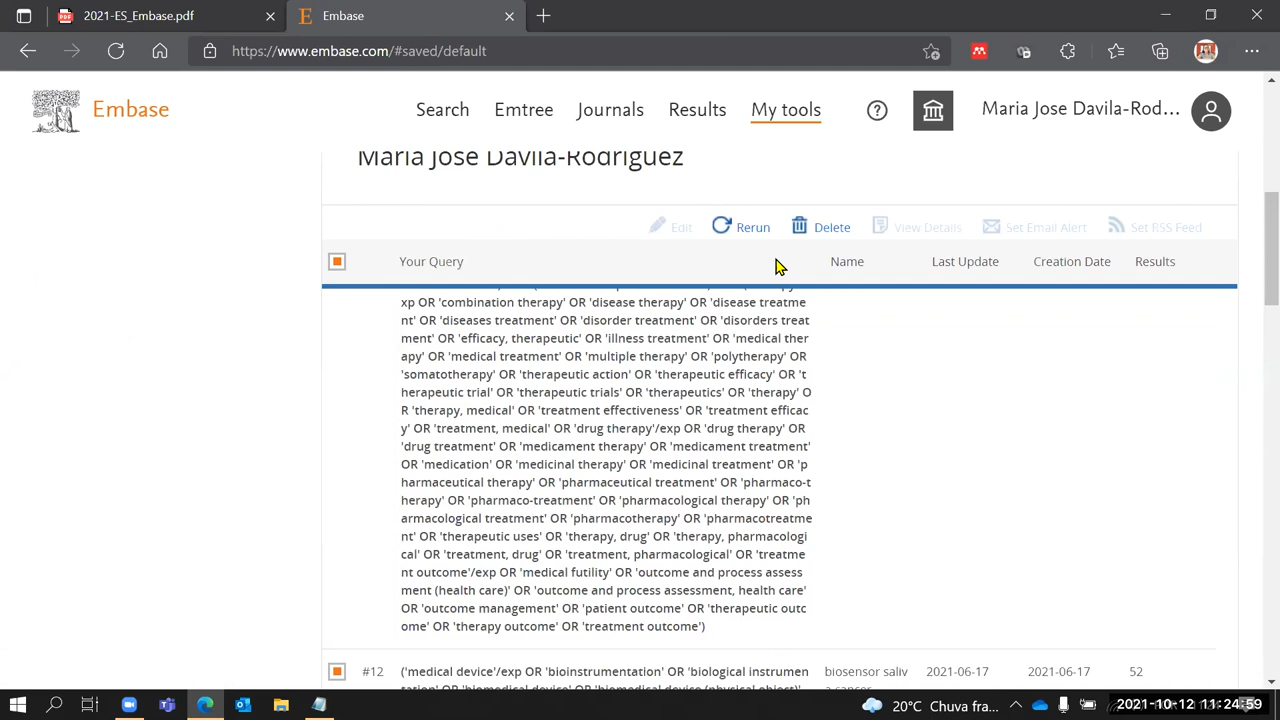 2021-ES_Embase.pdf
Embase
https://www.embase.com/#saved/default
Embase
Search
Emtree
Journals
Results
My tools
Maria Jose Davila-Rod...
Maria Jose Davila-Rodriguez
Edit
Rerun
Delete
View Details
Set Email Alert
Set RSS Feed
Your Query
Name
Last Update
Creation Date
Results
exp OR 'combination therapy' OR 'disease therapy' OR 'disease treatme
nt' OR 'diseases treatment' OR 'disorder treatment' OR 'disorders treat
ment' OR 'efficacy, therapeutic' OR 'illness treatment' OR 'medical ther
apy' OR 'medical treatment' OR 'multiple therapy' OR 'polytherapy' OR
'somatotherapy' OR 'therapeutic action' OR 'therapeutic efficacy' OR 't
herapeutic trial' OR 'therapeutic trials' OR 'therapeutics' OR 'therapy' O
R 'therapy, medical' OR 'treatment effectiveness' OR 'treatment efficac
y' OR 'treatment, medical' OR 'drug therapy'/exp OR 'drug therapy' OR
'drug treatment' OR 'medicament therapy' OR 'medicament treatment'
OR 'medication' OR 'medicinal therapy' OR 'medicinal treatment' OR 'p
harmaceutical therapy' OR 'pharmaceutical treatment' OR 'pharmaco-t
herapy' OR 'pharmaco-treatment' OR 'pharmacological therapy' OR 'ph
armacological treatment' OR 'pharmacotherapy' OR 'pharmacotreatme
nt' OR 'therapeutic uses' OR 'therapy, drug' OR 'therapy, pharmacologi
cal' OR 'treatment, drug' OR 'treatment, pharmacological' OR 'treatme
nt outcome'/exp OR 'medical futility' OR 'outcome and process assess
ment (health care)' OR 'outcome and process assessment, health care'
OR 'outcome management' OR 'patient outcome' OR 'therapeutic outc
ome' OR 'therapy outcome' OR 'treatment outcome')
#12
('medical device'/exp OR 'bioinstrumentation' OR 'biological instrumen
tation' OR 'biomedical device' OR 'biomedical device (physical object)'
biosensor saliv
a cancer
2021-06-17
2021-06-17
52
20°C Chuva fra...
2021-10-12 11:24:59